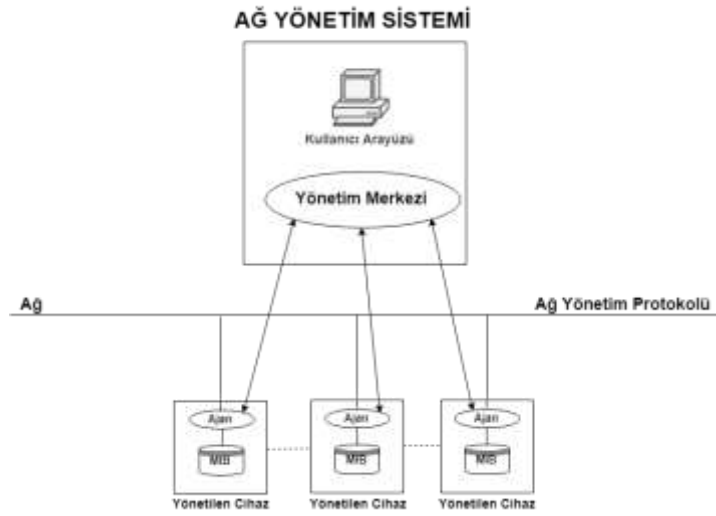 AĞ YÖNETİM SİSTEMİ
Kullanıcı Arayüzü
Yönetim Merkezi
Ağ
Ağ Yönetim Protokolü
Ajan
Ajan
Ajan
MIB
MIB
MIB
Yönetilen Cihaz
Yönetilen Cihaz
Yönetilen Cihaz